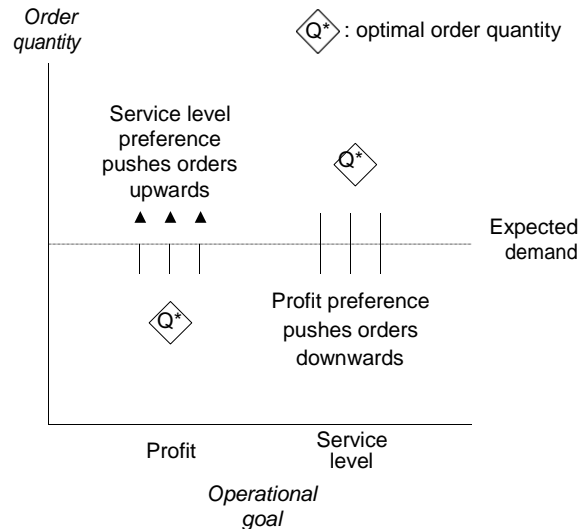 Order
quantity
Q* : optimal order quantity
Service level
preference
pushes orders
upwards
Q*
Expected
demand
Q*
Profit preference
pushes orders
downwards
Profit
Service
level
Operational
goal